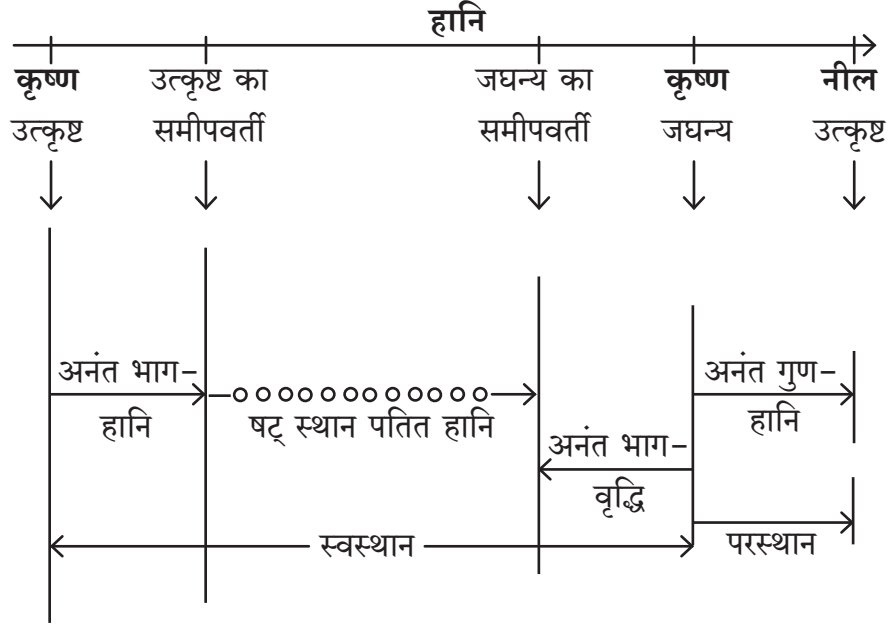 हानि
कृष्ण उत्कृष्ट का जघन्य का कृष्ण नील
उत्कृष्ट समीपवर्ती समीपवर्ती जघन्य उत्कृष्ट
अनंत भाग- अनंत गुण-
हानि षट् स्थान पतित हानि हानि
अनंत भाग-
वृद्धि
स्वस्थान परस्थान